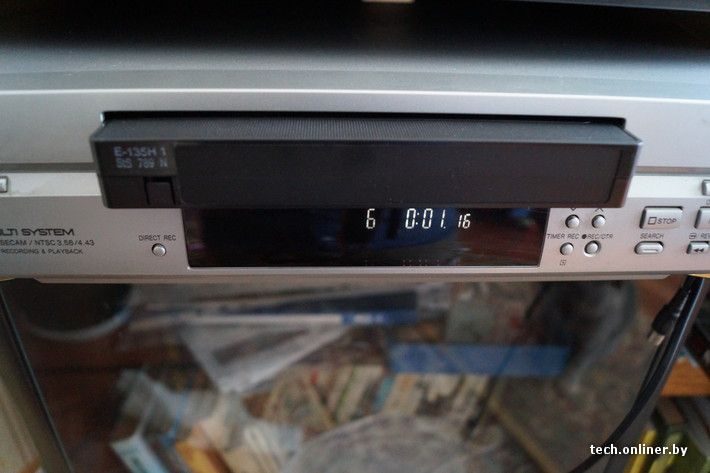 E-135H 1
SIS 789 N
LTI SYSTEM
SECAM / NTSC 3.58/4.43
RECORDING & PLAYBACK
DIRECT REC
6 0:01.16
TIMER REC
REC/OTR
STOP
SEARCH
tech.onliner.by